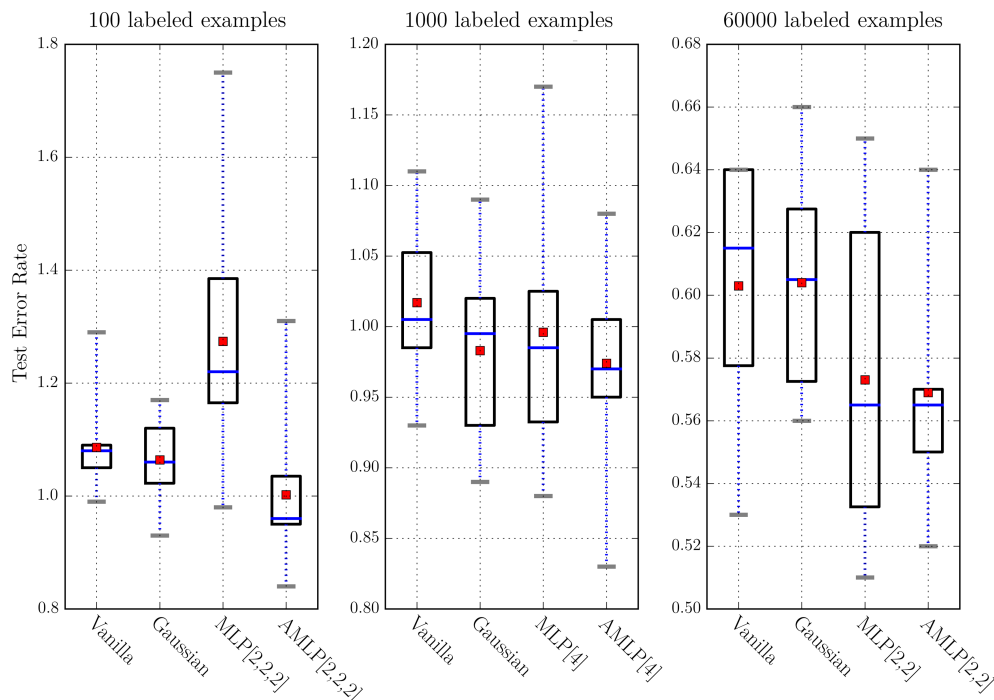 100 labeled examples
1000 labeled examples
60000 labeled examples
Test Error Rate
1.8
1.6
1.4
1.2
1.0
0.8
Vanilla
Gaussian
MLP[2,2,2]
AMLP[2,2,2]
1.20
1.15
1.10
1.05
1.00
0.95
0.90
0.85
0.80
Vanilla
Gaussian
MLP[4]
AMLP[4]
0.68
0.66
0.64
0.62
0.60
0.58
0.56
0.54
0.52
0.50
Vanilla
Gaussian
MLP[2,2]
AMLP[2,2]